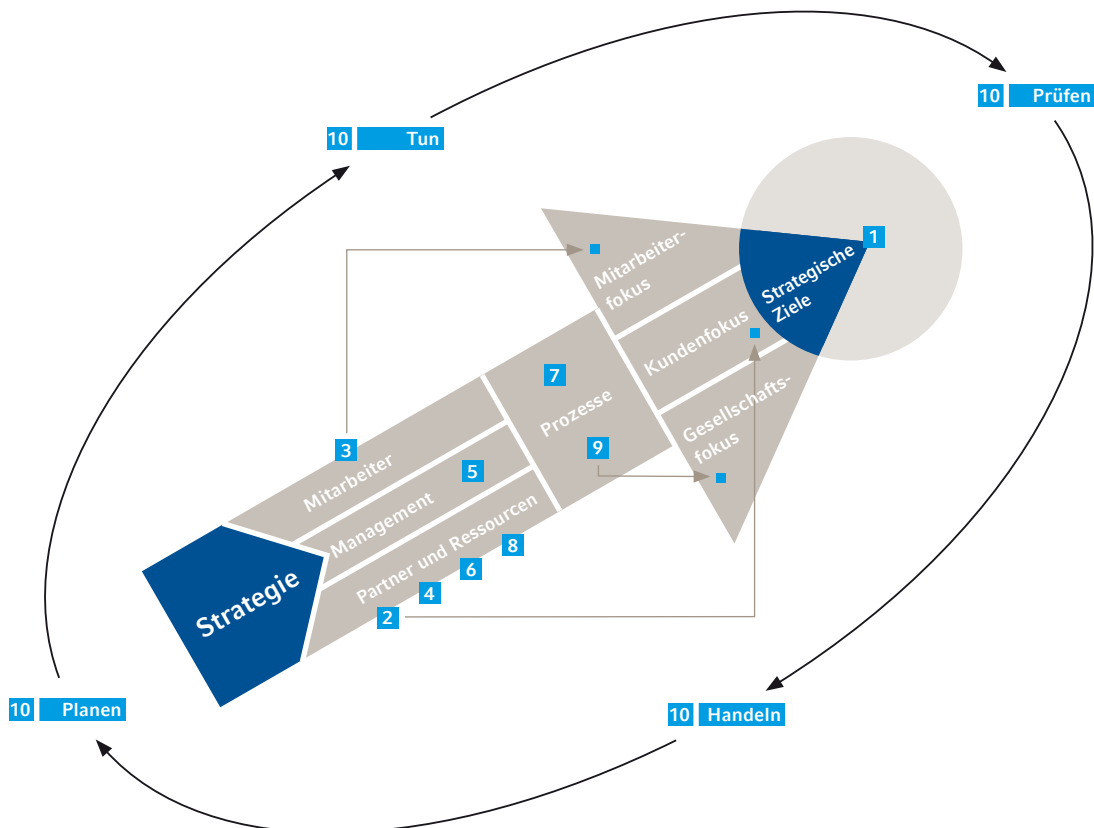 10 Prüfen
10 Tun
1
Mitarbeiter-
fokus
Strategische
Ziele
Kundenfokus
7
Prozesse
Gesellschafts-
fokus
9
3
Mitarbeiter
5
Management
Partner und Ressourcen
8
6
4
2
Strategie
10 Planen
10 Handeln